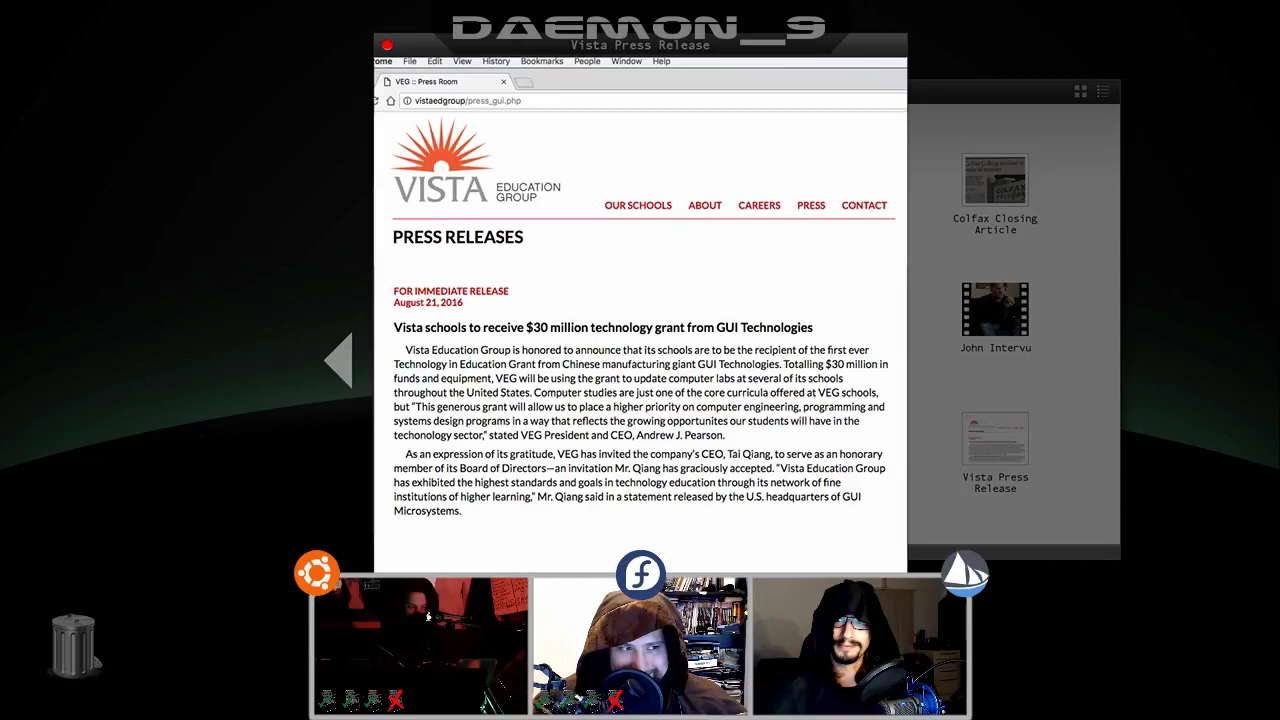 DAEMON_9
Vista Press Release
ome File Edit View History Bookmarks People Window Help
VEG :: Press Room
vistaedgroup/press_gui.php
VISTA EDUCATION
GROUP
OUR SCHOOLS ABOUT CAREERS PRESS CONTACT
PRESS RELEASES
FOR IMMEDIATE RELEASE
August 21, 2016
Vista schools to receive $30 million technology grant from GUI Technologies
Vista Education Group is honored to announce that its schools are to be the recipient of the first ever
Technology in Education Grant from Chinese manufacturing giant GUI Technologies. Totalling $30 million in
funds and equipment, VEG will be using the grant to update computer labs at several of its schools
throughout the United States. Computer studies are just one of the core curricula offered at VEG schools,
but “This generous grant will allow us to place a higher priority on computer engineering, programming and
systems design programs in a way that reflects the growing opportunites our students will have in the
techonology sector,” stated VEG President and CEO, Andrew J. Pearson.
As an expression of its gratitude, VEG has invited the company’s CEO, Tai Qiang, to serve as an honorary
member of its Board of Directors—an invitation Mr. Qiang has graciously accepted. “Vista Education Group
has exhibited the highest standards and goals in technology education through its network of fine
institutions of higher learning,” Mr. Qiang said in a statement released by the U.S. headquarters of GUI
Microsystems.
Colfax Closing
Article
John Intervu
Vista Press
Release